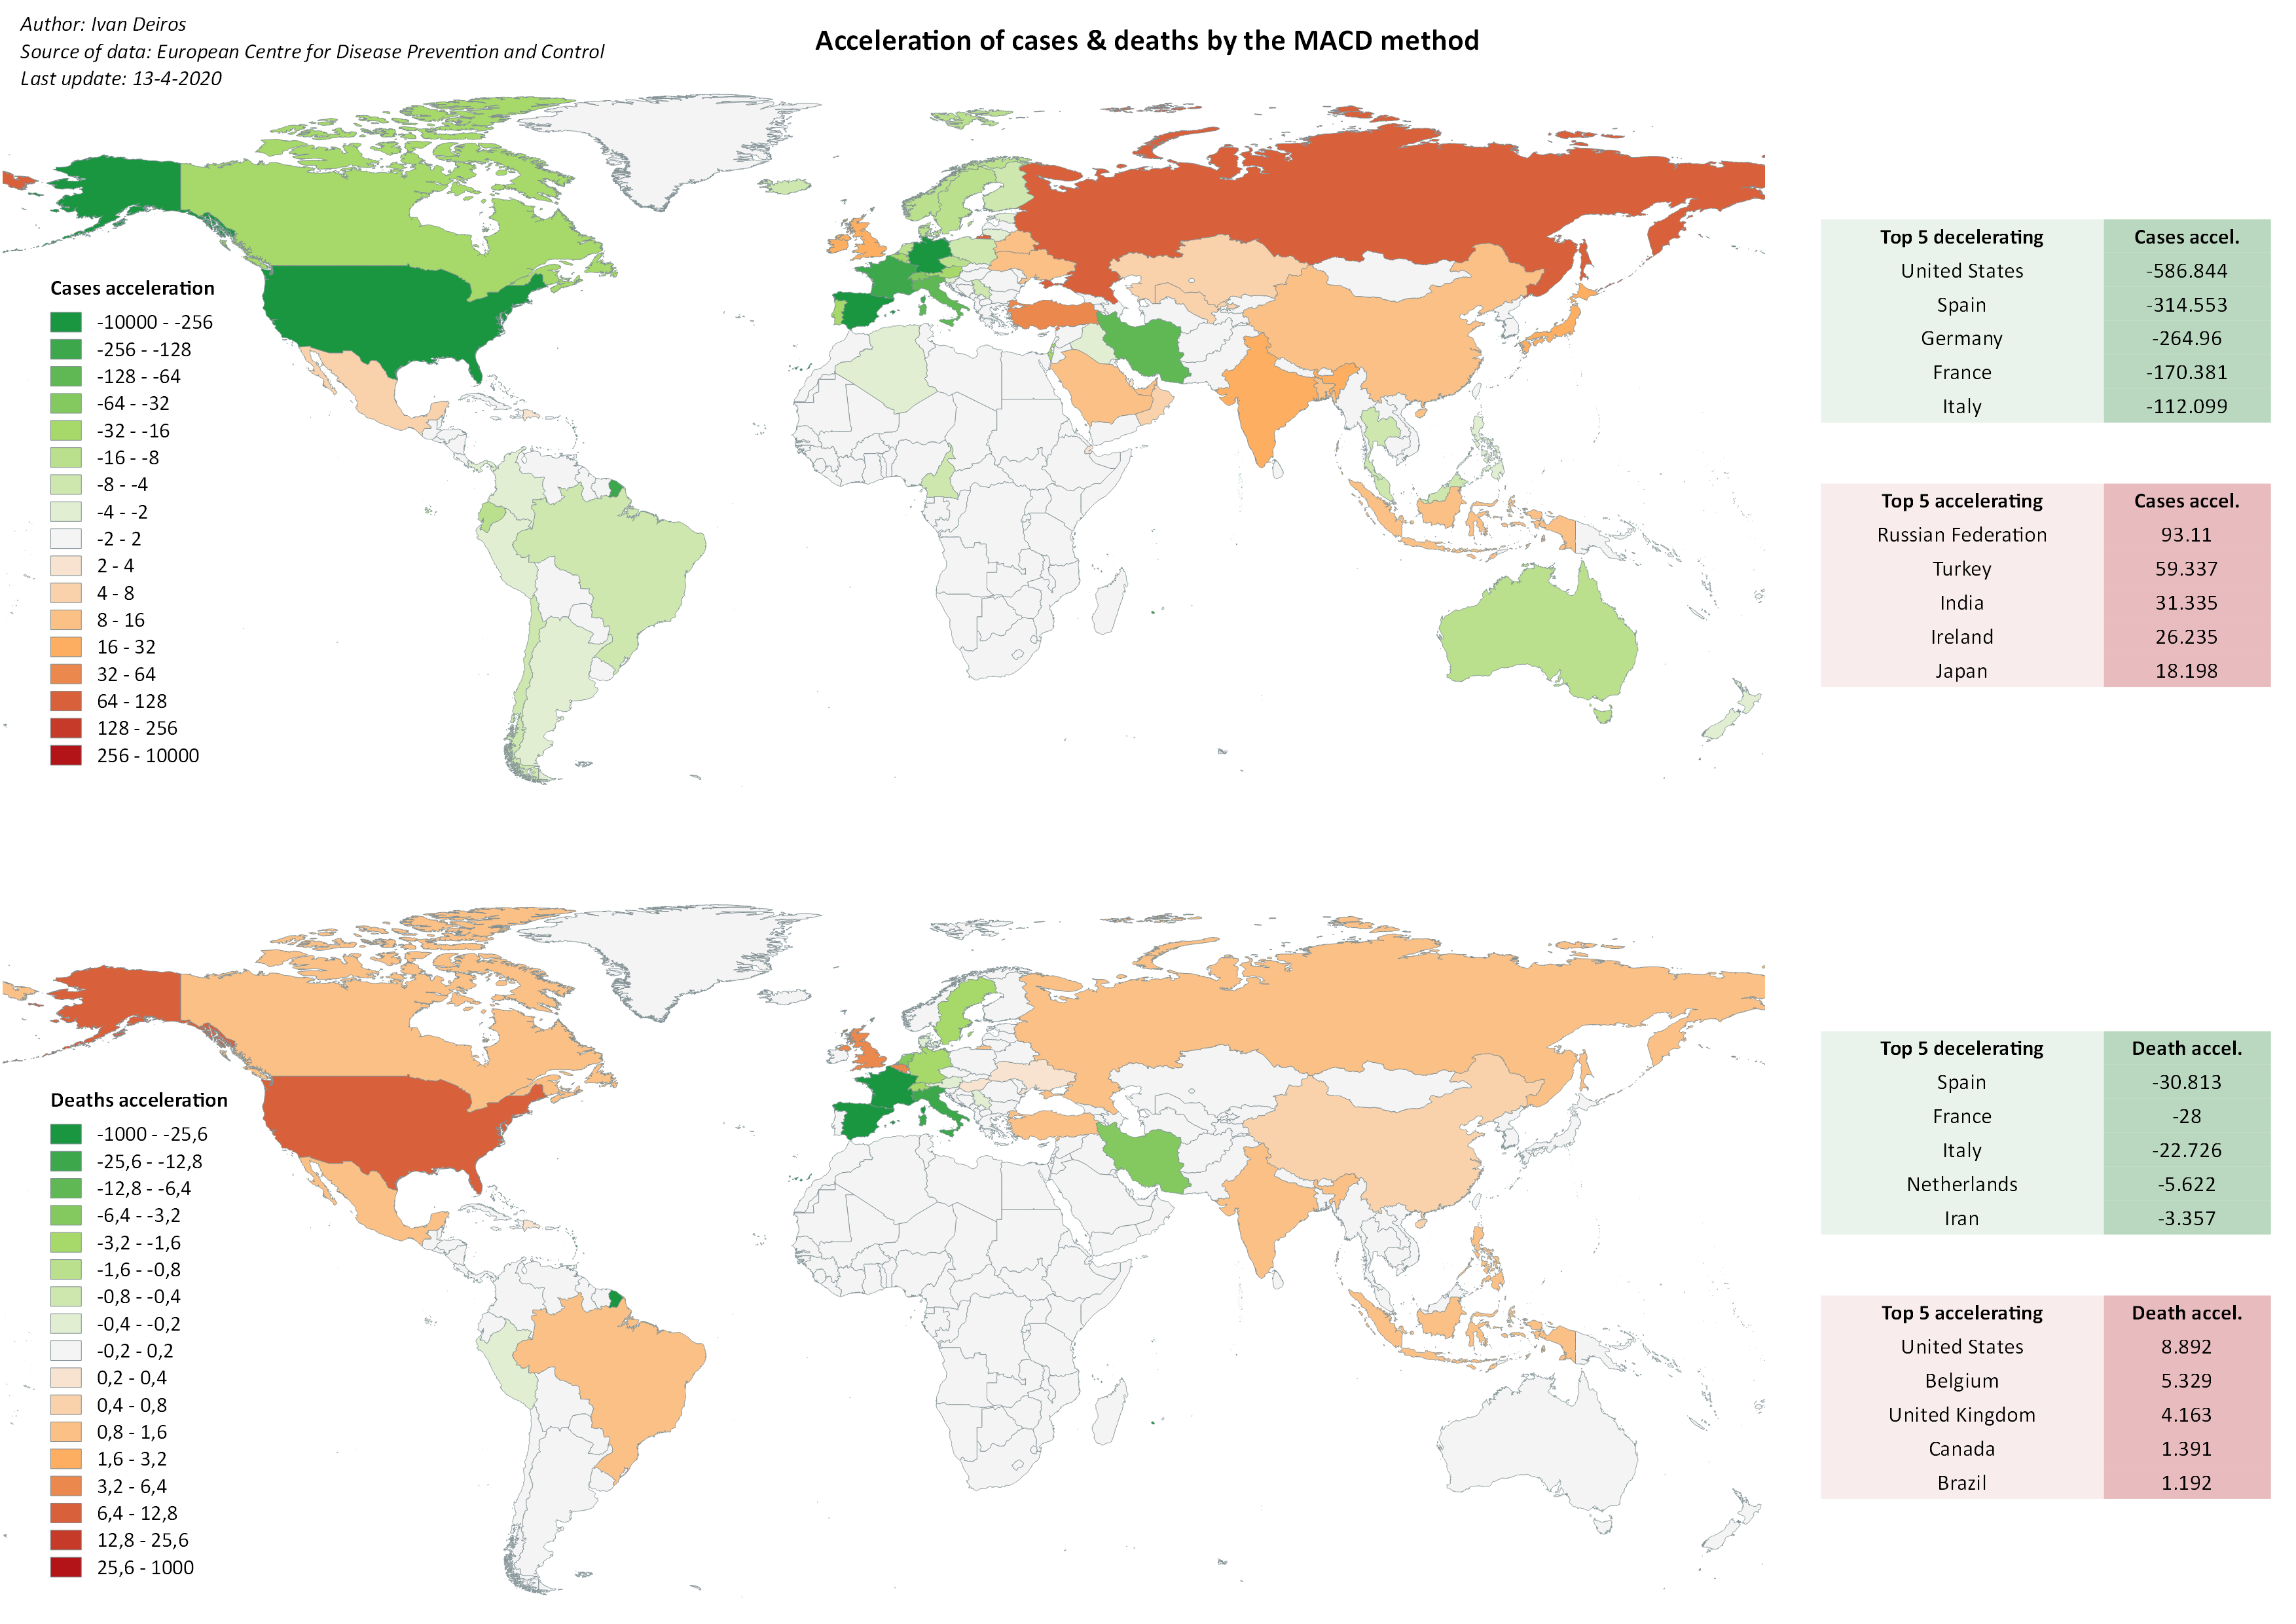 Author: Ivan Deiros
Source of data: European Centre for Disease Prevention and Control
Last update: 13-4-2020
Acceleration of cases & deaths by the MACD method
Cases acceleration
-10000 - -256
-256 - -128
-128 - -64
-64 - -32
-32 - -16
-16 - -8
-8 - -4
-4 - -2
-2 - 2
2 - 4
4 - 8
8 - 16
16 - 32
32 - 64
64 - 128
128 - 256
256 - 10000
Top 5 decelerating Cases accel.
United States -586.844
Spain -314.553
Germany -264.96
France -170.381
Italy -112.099
Top 5 accelerating Cases accel.
Russian Federation 93.11
Turkey 59.337
India 31.335
Ireland 26.235
Japan 18.198
Deaths acceleration
-1000 - -25,6
-25,6 - -12,8
-12,8 - -6,4
-6,4 - -3,2
-3,2 - -1,6
-1,6 - -0,8
-0,8 - -0,4
-0,4 - -0,2
-0,2 - 0,2
0,2 - 0,4
0,4 - 0,8
0,8 - 1,6
1,6 - 3,2
3,2 - 6,4
6,4 - 12,8
12,8 - 25,6
25,6 - 1000
Top 5 decelerating Death accel.
Spain -30.813
France -28
Italy -22.726
Netherlands -5.622
Iran -3.357
Top 5 accelerating Death accel.
United States 8.892
Belgium 5.329
United Kingdom 4.163
Canada 1.391
Brazil 1.192